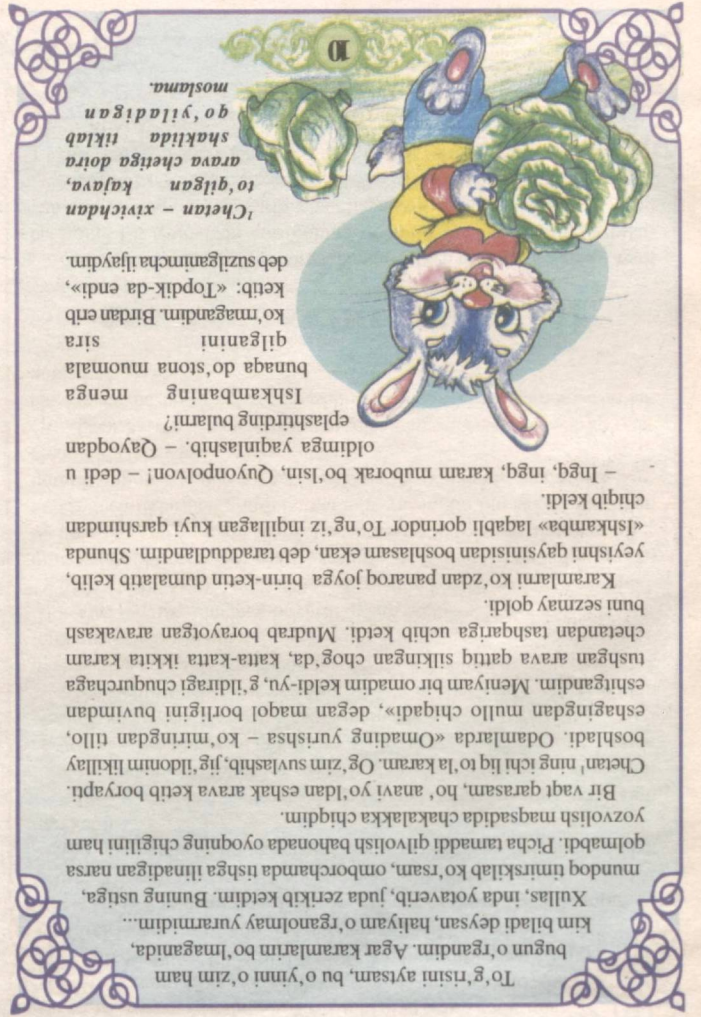 To'g'risini aytsam, bu o'yinni o'zim ham
bugun o'rgandim. Agar karamlarim bo'lmaganida,
kim biladi deysan, haliyam o'rganolmay yurarmidim...
Xullas, inda yotaverib, juda zerikib ketdim. Buning ustiga,
mundoq timirskilab ko'rsam, omborchamda tishga ilinadigan narsa
qolmabdi. Picha tamaddi qilvolish bahonada oyoqning chigilini ham
yozvolish maqsadida chakalakka chiqdim.
Bir vaqt qarasam, ho' anavi yo'ldan eshak arava ketib boryapti.
Chetan¹ ning ichi liq to'la karam. Og'zim suvlashib, jig'ildonim likillay
boshladi. Odamlarda «Omading yurishsa – ko'miringdan tillo,
eshagingdan mullo chiqadi», degan maqol borligini buvimdan
eshitgandim. Meniyam bir omadim keldi-yu, g'ildiragi chuqurchaga
tushgan arava qattiq silkingan chog'da, katta-katta ikkita karam
chetandan tashqariga uchib ketdi. Mudrab borayotgan aravakash
buni sezmay qoldi.
Karamlarni ko'zdan panaroq joyga birin-ketin dumalatib kelib,
yeyishni qaysinisidan boshlasam ekan, deb taraddudlandim. Shunda
«Ishkamba» laqabli qorindor To'ng'iz inqillagan kuyi qarshimdan
chiqib keldi.
– Ingq, ingq, karam muborak bo'lsin, Quyonpolvon! – dedi u
oldimga yaqinlashib. – Qayoqdan
eplashtirding bularni?
Ishkambaning menga
bunaqa do'stona muomala
qilganini sira
ko'rmagandim. Birdan erib
ketib: «Topdik-da endi»,
deb suzilganimcha iljaydim.
¹ Chetan – xivichdan
to'qilgan kajava,
arava chetiga doira
shaklida tiklab
qo'yiladigan
moslama.
10